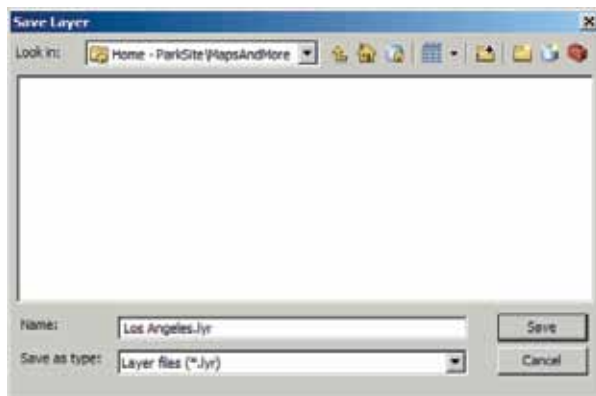 Save Layer
Look in: Home - ParkSite\MapsAndMore
Name: Los Angeles.lyr
Save
Save as type: Layer files (*.lyr)
Cancel